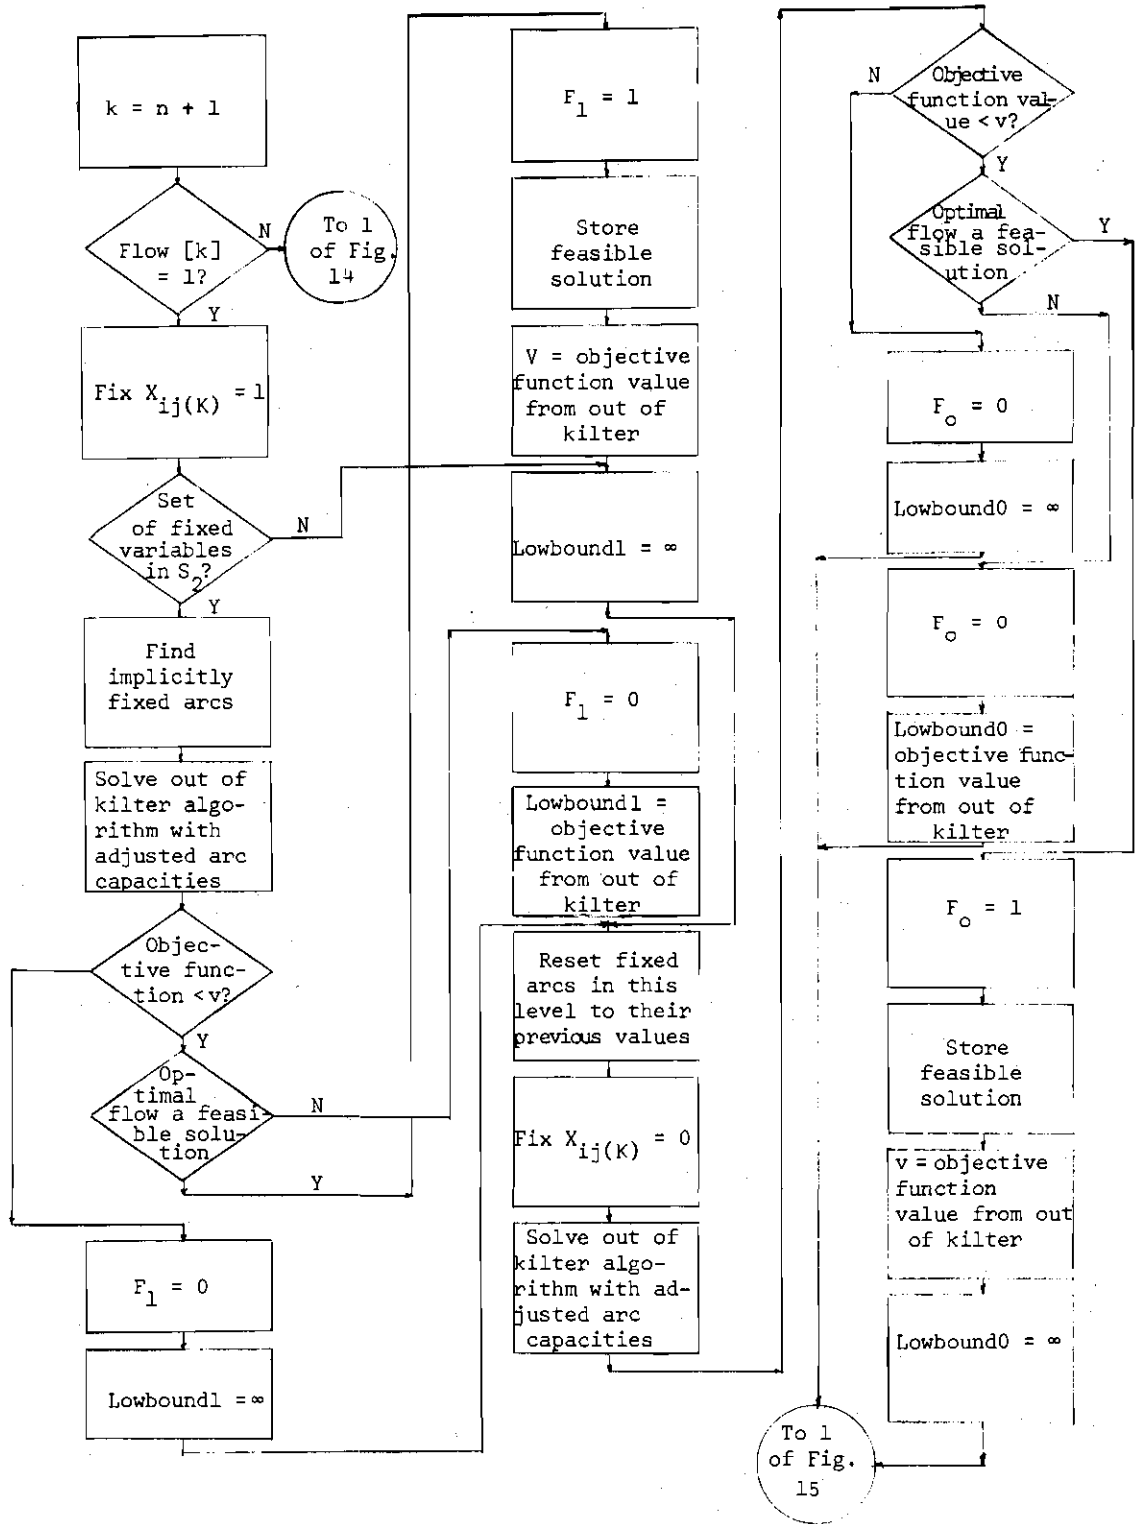 k = n + 1
Flow [k]
= 1?
N
To 1
of Fig.
14
Y
Fix X_ij(K) = 1
Set
of fixed
variables
in S_2?
N
Y
Find
implicitly
fixed arcs
Solve out of
kilter algo-
rithm with
adjusted arc
capacities
Objec-
tive func-
tion < v?
Y
Op-
timal
flow a feasi-
ble solu-
tion
N
Y
F_1 = 0
Lowbound1 = ∞
F_1 = 1
Store
feasible
solution
V = objective
function value
from out of
kilter
Lowbound1 = ∞
F_1 = 0
Lowbound1 =
objective
function value
from out of
kilter
Reset fixed
arcs in this
level to their
previous values
Fix X_ij(K) = 0
Solve out of
kilter algo-
rithm with ad-
justed arc
capacities
Objective
function val-
ue < v?
N
Y
Optimal
flow a fea-
sible sol-
ution
Y
N
F_o = 0
Lowbound0 = ∞
F_o = 0
Lowbound0 =
objective func-
tion value
from out of
kilter
F_o = 1
Store
feasible
solution
v = objective
function
value from out
of kilter
Lowbound0 = ∞
To 1
of Fig.
15